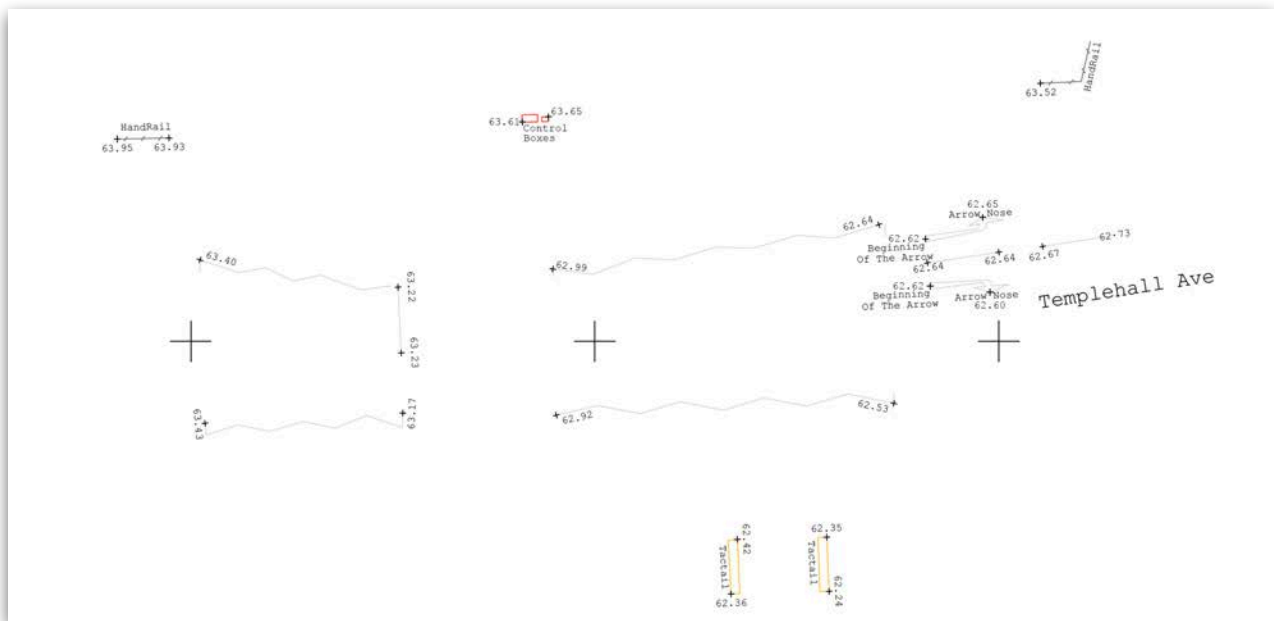 HandRail
63.52
63.65
63.61
Control
Boxes
HandRail
63.95
63.93
62.65
Arrow Nose
62.64
62.62
Beginning
Of The Arrow
62.73
62.67
62.64
62.64
63.40
62.99
63.22
62.62
Beginning
Of The Arrow
Arrow Nose
62.60
Templehall Ave
63.23
63.43
63.17
62.92
62.53
62.42
Tactail
62.36
62.35
Tactail
62.24